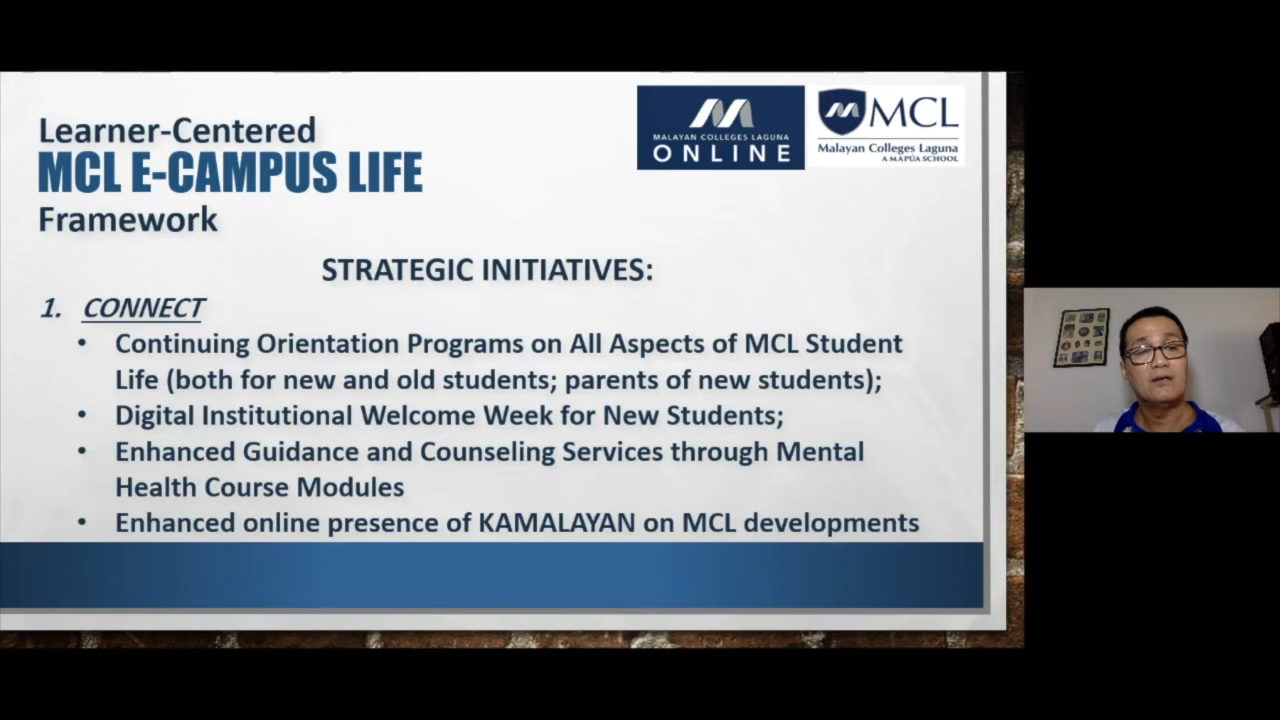 Learner-Centered
MCL E-CAMPUS LIFE
Framework
MALAYAN COLLEGES LAGUNA
ONLINE
MCL
Malayan Colleges Laguna
A MAPÚA SCHOOL
STRATEGIC INITIATIVES:
1. CONNECT
• Continuing Orientation Programs on All Aspects of MCL Student
Life (both for new and old students; parents of new students);
• Digital Institutional Welcome Week for New Students;
• Enhanced Guidance and Counseling Services through Mental
Health Course Modules
• Enhanced online presence of KAMALAYAN on MCL developments